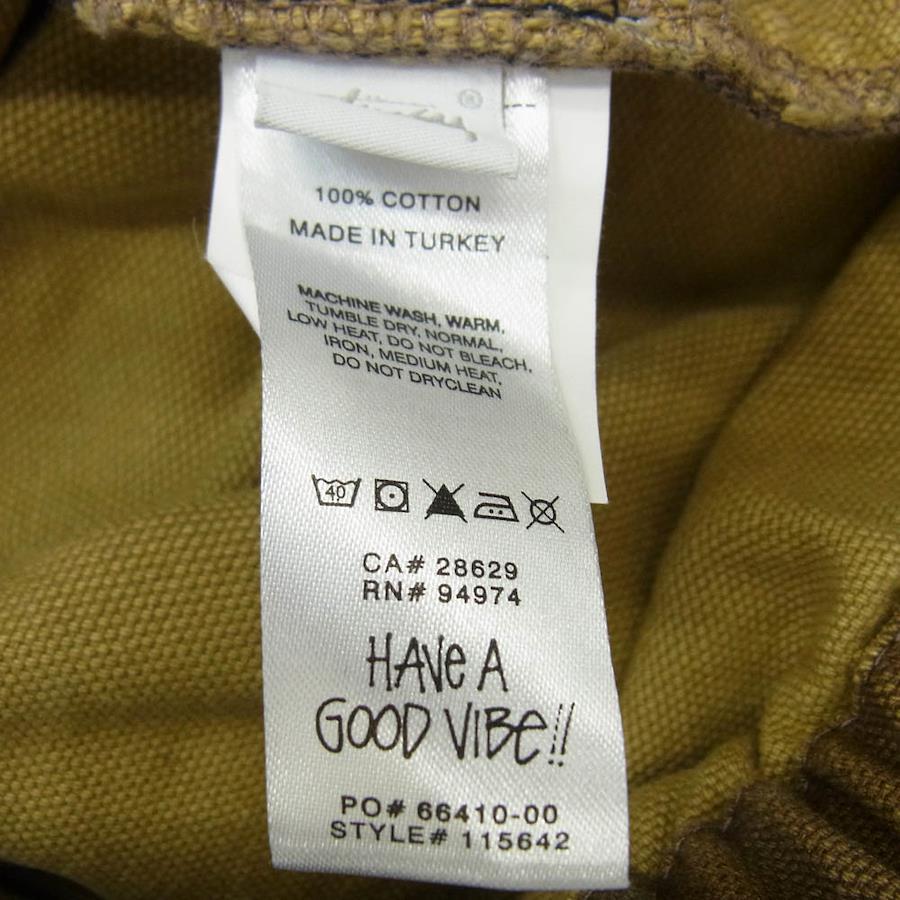 100% COTTON
MADE IN TURKEY
MACHINE WASH, WARM,
TUMBLE DRY, NORMAL,
LOW HEAT, DO NOT BLEACH,
IRON, MEDIUM HEAT,
DO NOT DRYCLEAN
40
CA# 28629
RN# 94974
HAVe A
GOOD VIBe!!
PO# 66410-00
STYLE# 115642